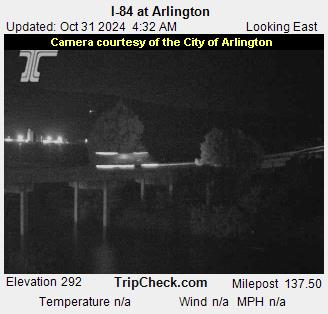 I-84 at Arlington
Updated: Oct 31 2024 4:32 AM Looking East
Camera courtesy of the City of Arlington
Elevation 292 TripCheck.com Milepost 137.50
Temperature n/a Wind n/a MPH n/a